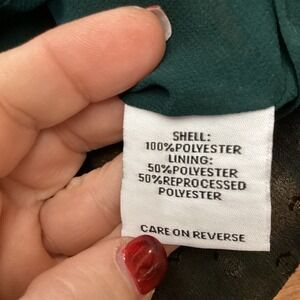 SHELL:
100%POLYESTER
LINING:
50%POLYESTER
50%REPROCESSED
POLYESTER
CARE ON REVERSE